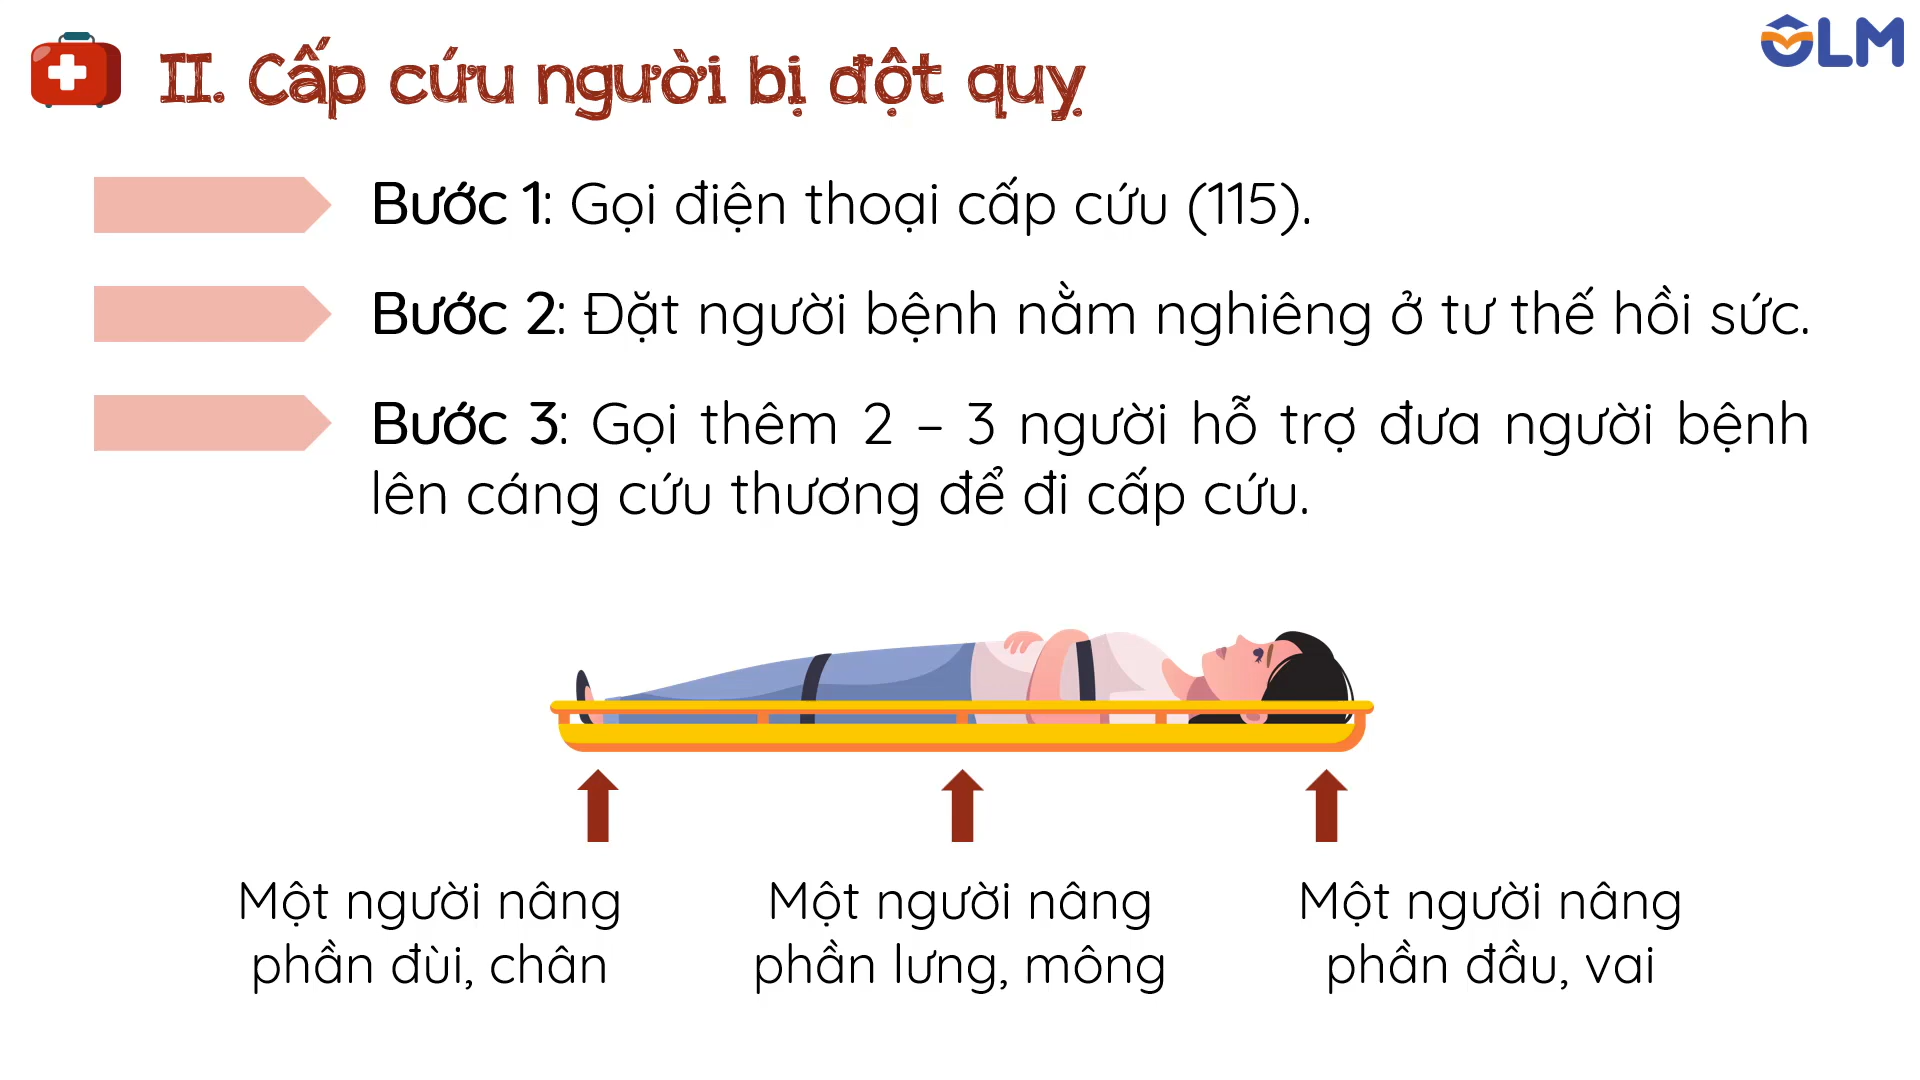 OLM
II. Cấp cứu người bị đột quỵ
Bước 1: Gọi điện thoại cấp cứu (115).
Bước 2: Đặt người bệnh nằm nghiêng ở tư thế hồi sức.
Bước 3: Gọi thêm 2 – 3 người hỗ trợ đưa người bệnh
lên cáng cứu thương để đi cấp cứu.
Một người nâng
phần đùi, chân
Một người nâng
phần lưng, mông
Một người nâng
phần đầu, vai